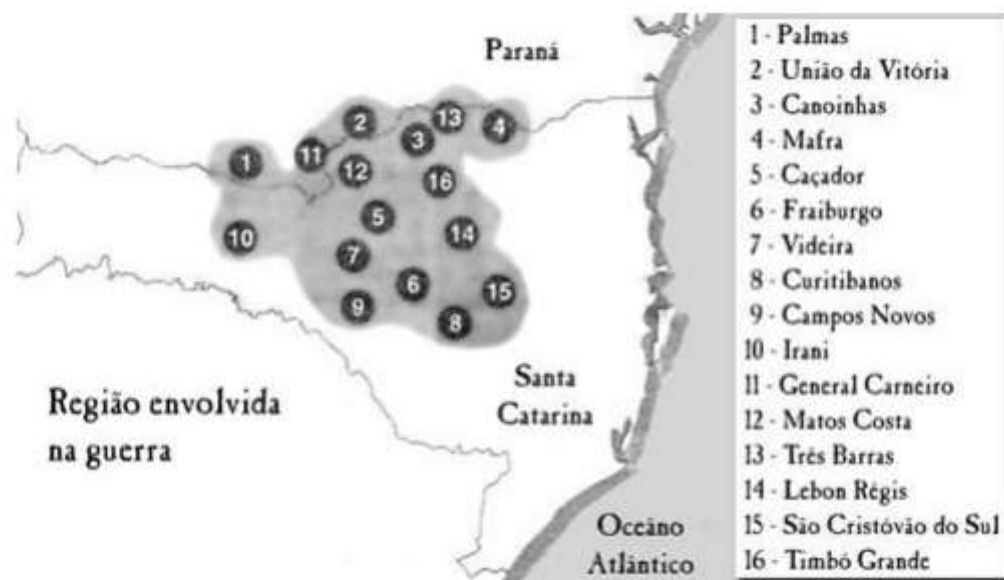 Paraná
2
13
4
3
11
1
12
16
5
14
10
7
6
15
9
8
Santa
Catarina
Região envolvida
na guerra
Oceâno
Atlântico
1 - Palmas
2 - União da Vitória
3 - Canoinhas
4 - Mafra
5 - Caçador
6 - Fraiburgo
7 - Videira
8 - Curitibanos
9 - Campos Novos
10 - Irani
11 - General Carneiro
12 - Matos Costa
13 - Três Barras
14 - Lebon Régis
15 - São Cristóvão do Sul
16 - Timbó Grande